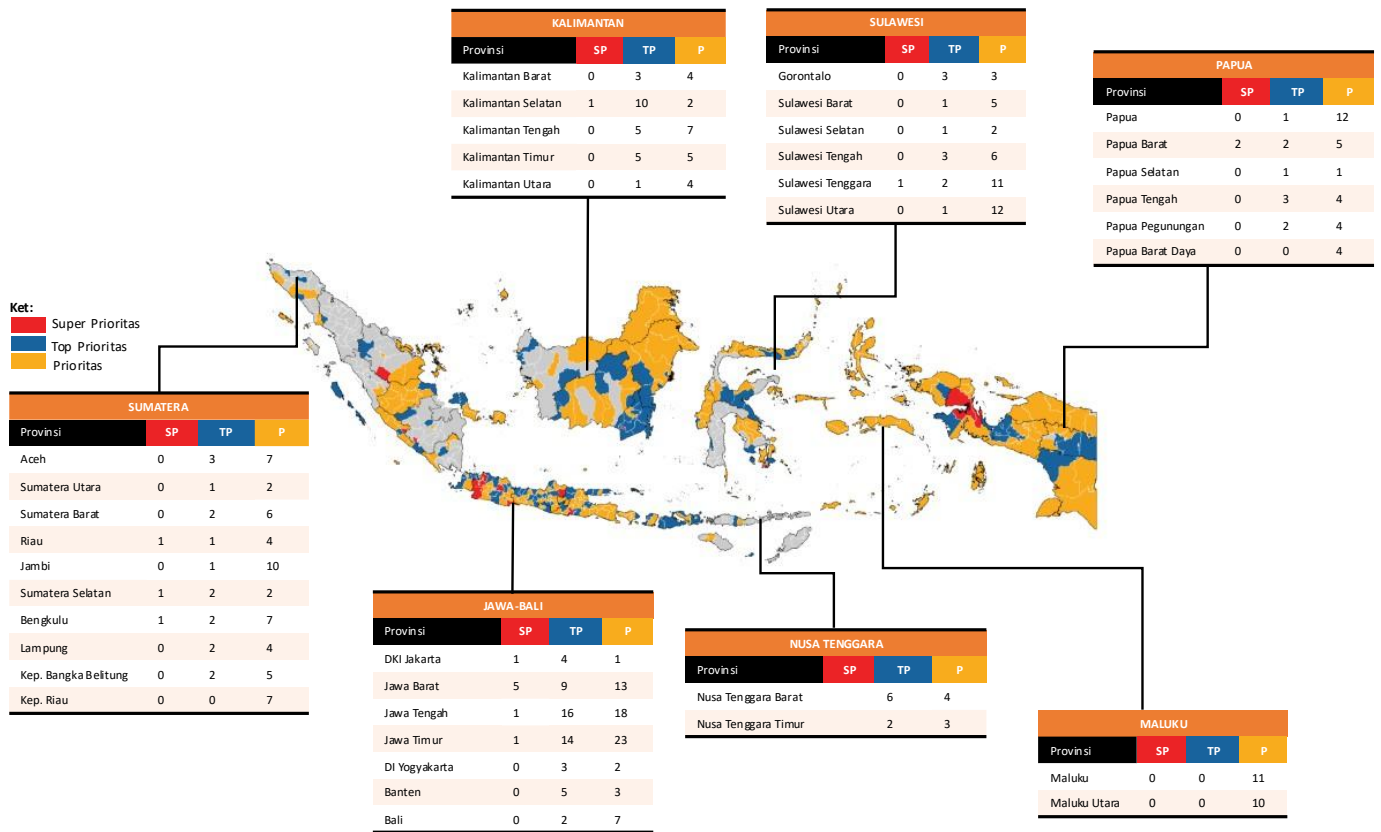 KALIMANTAN
Provinsi SP TP P
Kalimantan Barat 0 3 4
Kalimantan Selatan 1 10 2
Kalimantan Tengah 0 5 7
Kalimantan Timur 0 5 5
Kalimantan Utara 0 1 4
SULAWESI
Provinsi SP TP P
Gorontalo 0 3 3
Sulawesi Barat 0 1 5
Sulawesi Selatan 0 1 2
Sulawesi Tengah 0 3 6
Sulawesi Tenggara 1 2 11
Sulawesi Utara 0 1 12
PAPUA
Provinsi SP TP P
Papua 0 1 12
Papua Barat 2 2 5
Papua Selatan 0 1 1
Papua Tengah 0 3 4
Papua Pegunungan 0 2 4
Papua Barat Daya 0 0 4
Ket:
Super Prioritas
Top Prioritas
Prioritas
SUMATERA
Provinsi SP TP P
Aceh 0 3 7
Sumatera Utara 0 1 2
Sumatera Barat 0 2 6
Riau 1 1 4
Jambi 0 1 10
Sumatera Selatan 1 2 2
Bengkulu 1 2 7
Lampung 0 2 4
Kep. Bangka Belitung 0 2 5
Kep. Riau 0 0 7
JAWA-BALI
Provinsi SP TP P
DKI Jakarta 1 4 1
Jawa Barat 5 9 13
Jawa Tengah 1 16 18
Jawa Timur 1 14 23
DI Yogyakarta 0 3 2
Banten 0 5 3
Bali 0 2 7
NUSA TENGGARA
Provinsi SP TP P
Nusa Tenggara Barat 6 4
Nusa Tenggara Timur 2 3
MALUKU
Provinsi SP TP P
Maluku 0 0 11
Maluku Utara 0 0 10